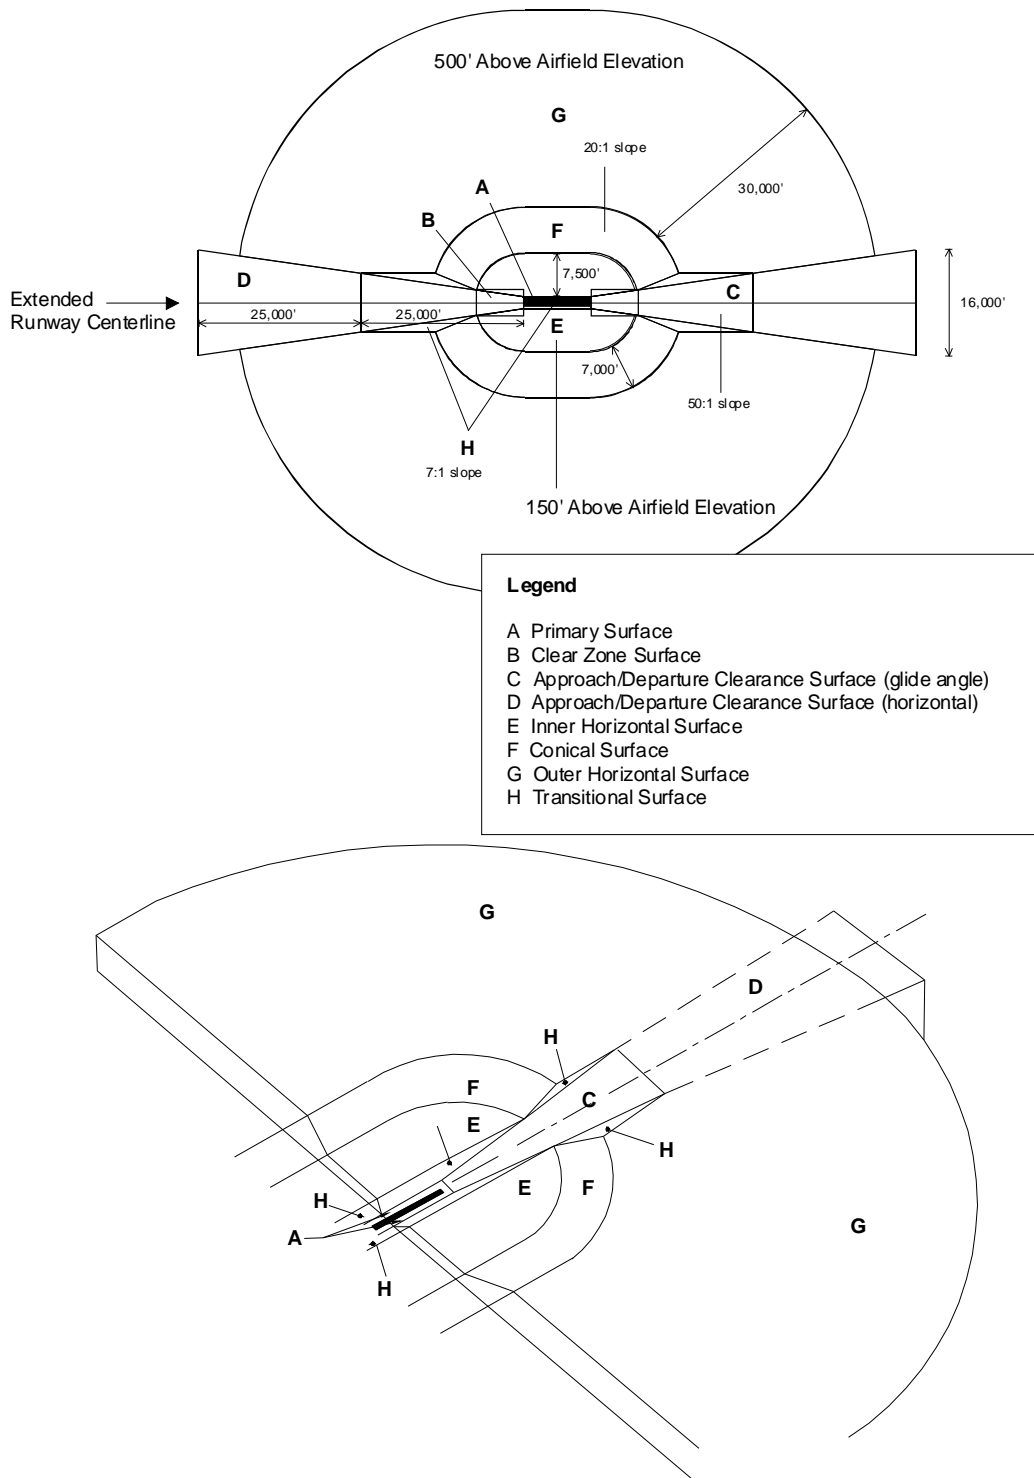 500' Above Airfield Elevation
G
20:1 slope
A
30,000'
B
F
D
7,500'
C
Extended
Runway Centerline
16,000'
25,000'
25,000'
E
7,000'
50:1 slope
H
7:1 slope
150' Above Airfield Elevation
Legend
A Primary Surface
B Clear Zone Surface
C Approach/Departure Clearance Surface (glide angle)
D Approach/Departure Clearance Surface (horizontal)
E Inner Horizontal Surface
F Conical Surface
G Outer Horizontal Surface
H Transitional Surface
G
D
H
F
C
E
H
E
F
H
G
A
H